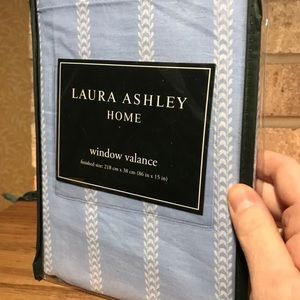 LAURA ASHLEY
HOME
window valance
finished size: 218 cm x 38 cm (86 in x 15 in)